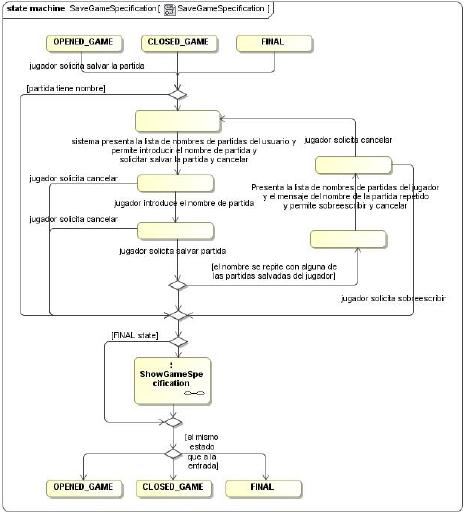 state machine SaveGameSpecification[ SaveGameSpecification ]
OPENED_GAME
CLOSED_GAME
FINAL
jugador solicita salvar la partida
[partida tiene nombre]
sistema presenta la lista de nombres de partidas del usuario y
permite introducir el nombre de partida y
solicitar salvar la partida y cancelar
jugador solicita cancelar
jugador solicita cancelar
Presenta la lista de nombres de partidas del jugador
y el mensaje del nombre de la partida repetido
y permite sobreescribir y cancelar
jugador introduce el nombre de partida
jugador solicita cancelar
jugador solicita salvar partida
[el nombre se repite con alguna de
las partidas salvadas del jugador]
jugador solicita sobreescribir
[FINAL state]
:
ShowGameSpe
cification
[el mismo
estado
que a la
entrada]
OPENED_GAME
CLOSED_GAME
FINAL